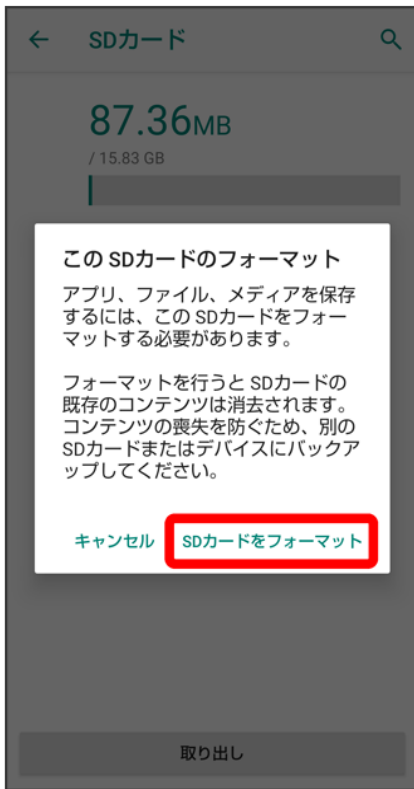 SDカード
87.36MB
/ 15.83 GB
この SDカードのフォーマット
アプリ、ファイル、メディアを保存
するには、この SDカードをフォー
マットする必要があります。
フォーマットを行うと SDカードの
既存のコンテンツは消去されます。
コンテンツの喪失を防ぐため、別の
SDカードまたはデバイスにバックア
ップしてください。
キャンセル SDカードをフォーマット
取り出し